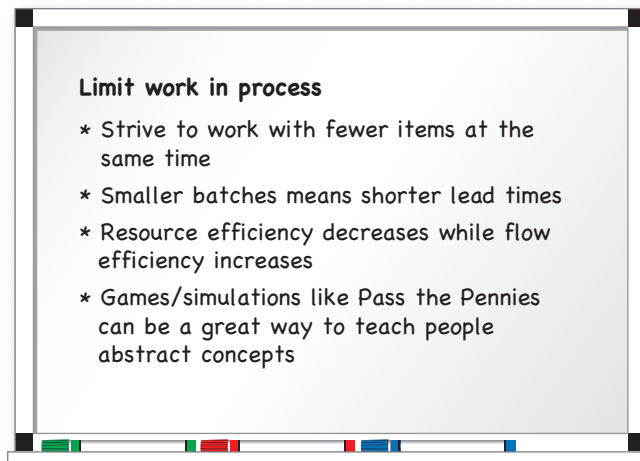 Limit work in process
* Strive to work with fewer items at the
same time
* Smaller batches means shorter lead times
* Resource efficiency decreases while flow
efficiency increases
* Games/simulations like Pass the Pennies
can be a great way to teach people
abstract concepts